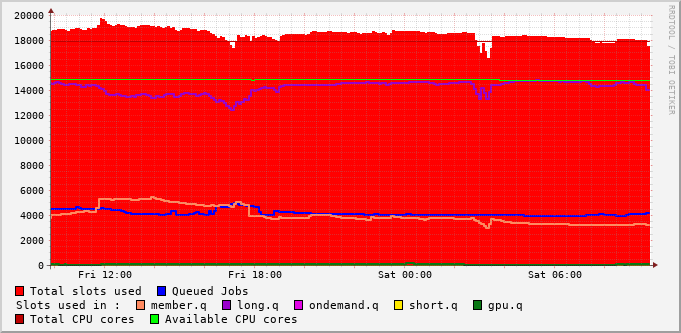 RRDTOOL / TOBI OETIKER
20000
18000
16000
14000
12000
10000
8000
6000
4000
2000
0
Fri 12:00 Fri 18:00 Sat 00:00 Sat 06:00
Total slots used Queued Jobs
Slots used in : member.q long.q ondemand.q short.q gpu.q
Total CPU cores Available CPU cores